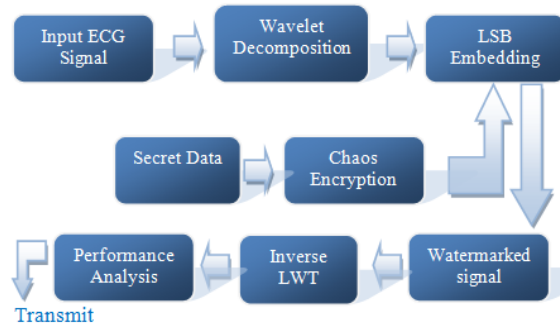 Input ECG
Signal
Wavelet
Decomposition
LSB
Embedding
Secret Data
Chaos
Encryption
Performance
Analysis
Inverse
LWT
Watermarked
signal
Transmit